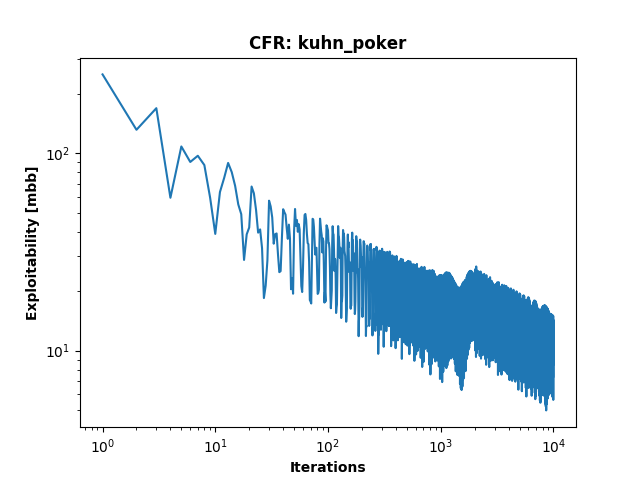 CFR: kuhn_poker
Exploitability [mbb]
10²
10¹
10⁰
10¹
10²
10³
10⁴
Iterations